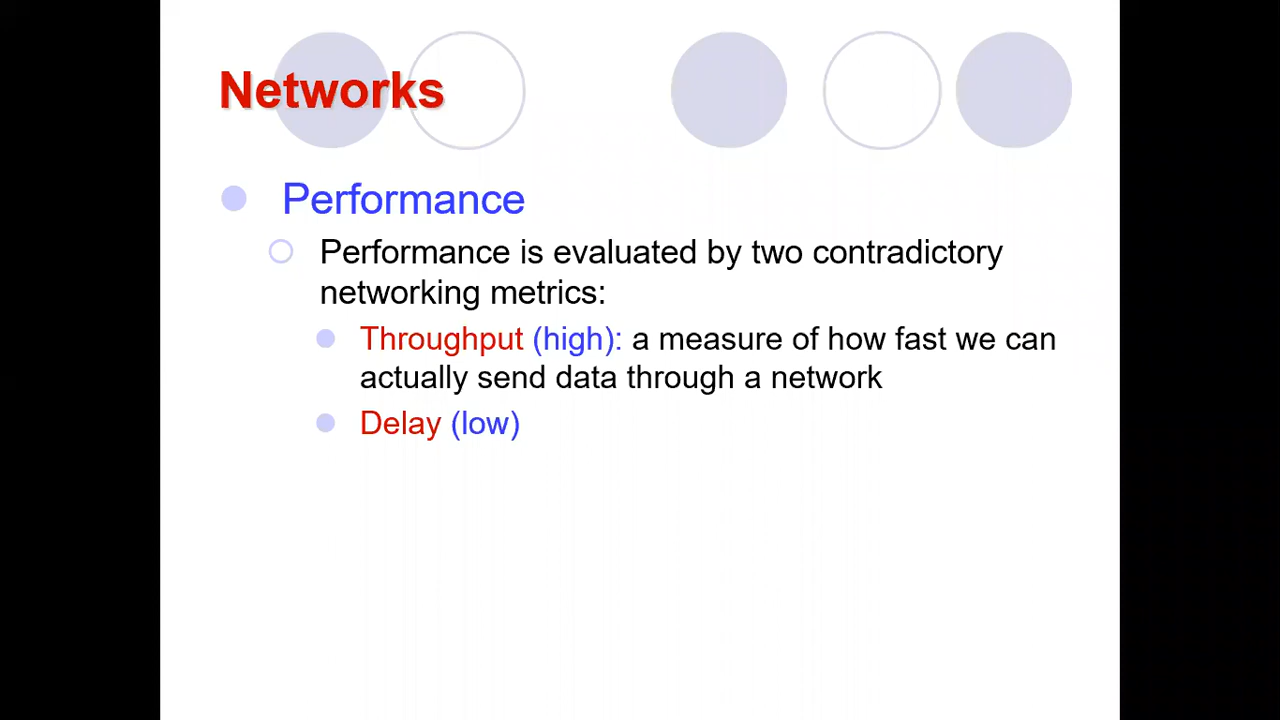 Networks
Performance
Performance is evaluated by two contradictory
networking metrics:
Throughput (high): a measure of how fast we can
actually send data through a network
Delay (low)